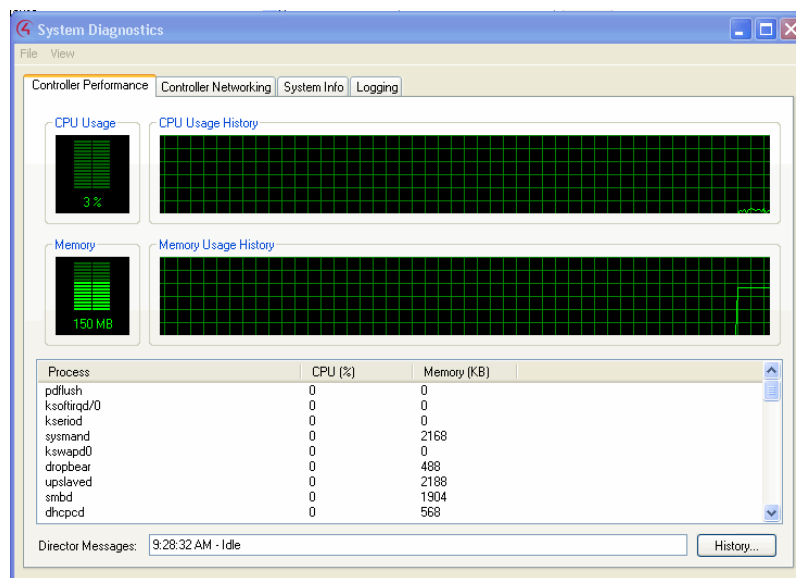 System Diagnostics
File View
Controller Performance Controller Networking System Info Logging
CPU Usage CPU Usage History
3 %
Memory Memory Usage History
150 MB
Process CPU (%) Memory (KB)
pdflush 0 0
ksoftirqd/0 0 0
kseriod 0 0
sysmand 0 2168
kswapd0 0 0
dropbear 0 488
upslaved 0 2188
smbd 0 1904
dhcpcd 0 568
Director Messages: 9:28:32 AM - Idle History...